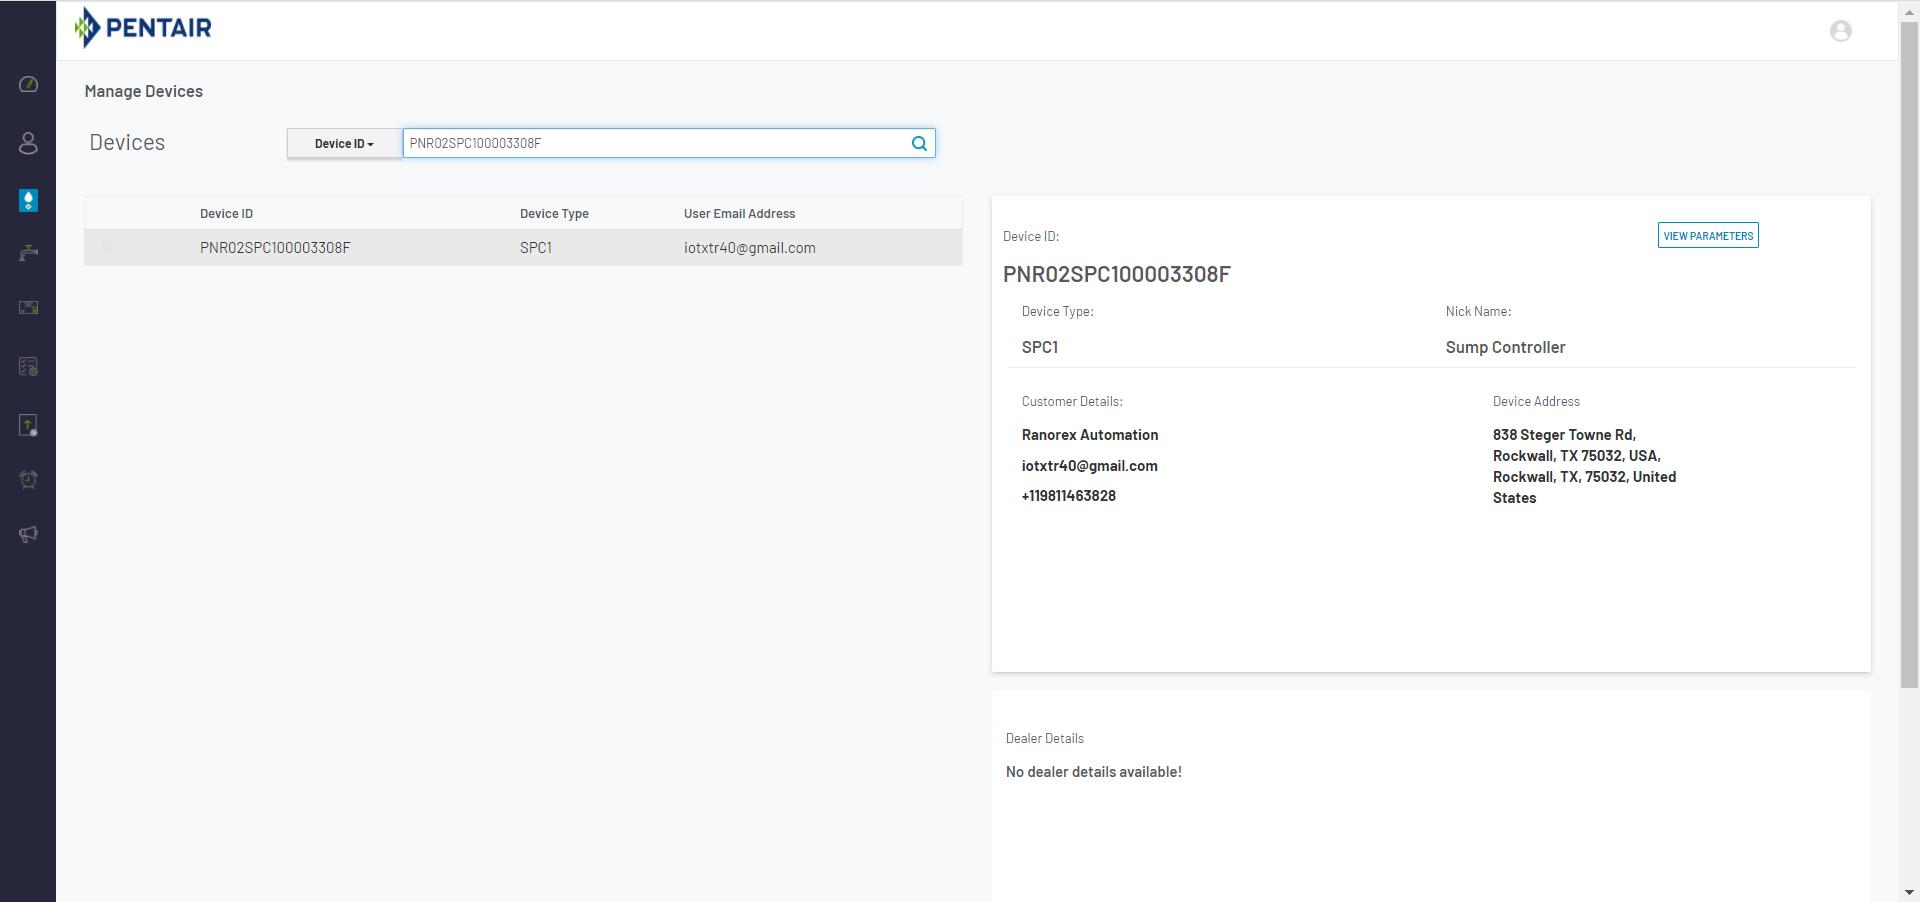 PENTAIR
Manage Devices
Devices
Device ID
PNR02SPC100003308F
Device ID Device Type User Email Address
PNR02SPC100003308F SPC1 iotxtr40@gmail.com
Device ID:
VIEW PARAMETERS
PNR02SPC100003308F
Device Type:
Nick Name:
SPC1
Sump Controller
Customer Details:
Ranorex Automation
iotxtr40@gmail.com
+119811463828
Device Address
838 Steger Towne Rd,
Rockwall, TX 75032, USA,
Rockwall, TX, 75032, United
States
Dealer Details
No dealer details available!